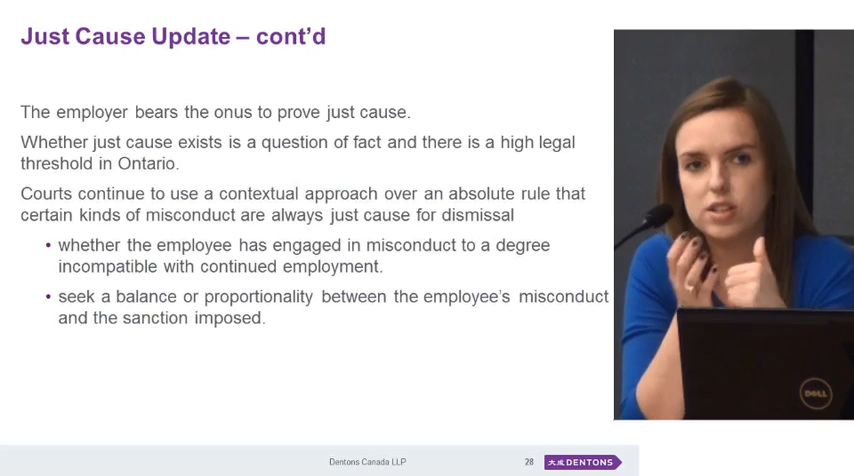 Just Cause Update – cont’d
The employer bears the onus to prove just cause.
Whether just cause exists is a question of fact and there is a high legal
threshold in Ontario.
Courts continue to use a contextual approach over an absolute rule that
certain kinds of misconduct are always just cause for dismissal
• whether the employee has engaged in misconduct to a degree
incompatible with continued employment.
• seek a balance or proportionality between the employee’s misconduct
and the sanction imposed.
DELL
Dentons Canada LLP
28
大成 DENTONS